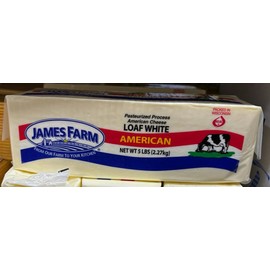 Pasteurized Process
American Cheese
LOAF WHITE
AMERICAN
NET WT 5 LBS (2.27kg)
JAMES FARM
FROM OUR FARM TO YOUR KITCHEN